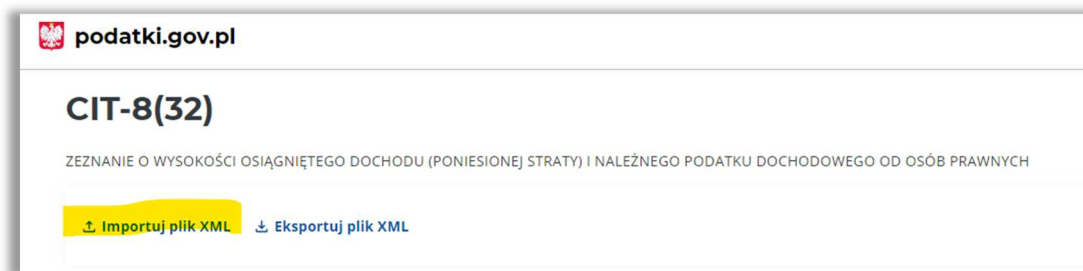 podatki.gov.pl
CIT-8(32)
ZEZNANIE O WYSOKOŚCI OSIĄGNIĘTEGO DOCHODU (PONIESIONEJ STRATY) I NALEŻNEGO PODATKU DOCHODOWEGO OD OSÓB PRAWNYCH
Importuj plik XML Eksportuj plik XML